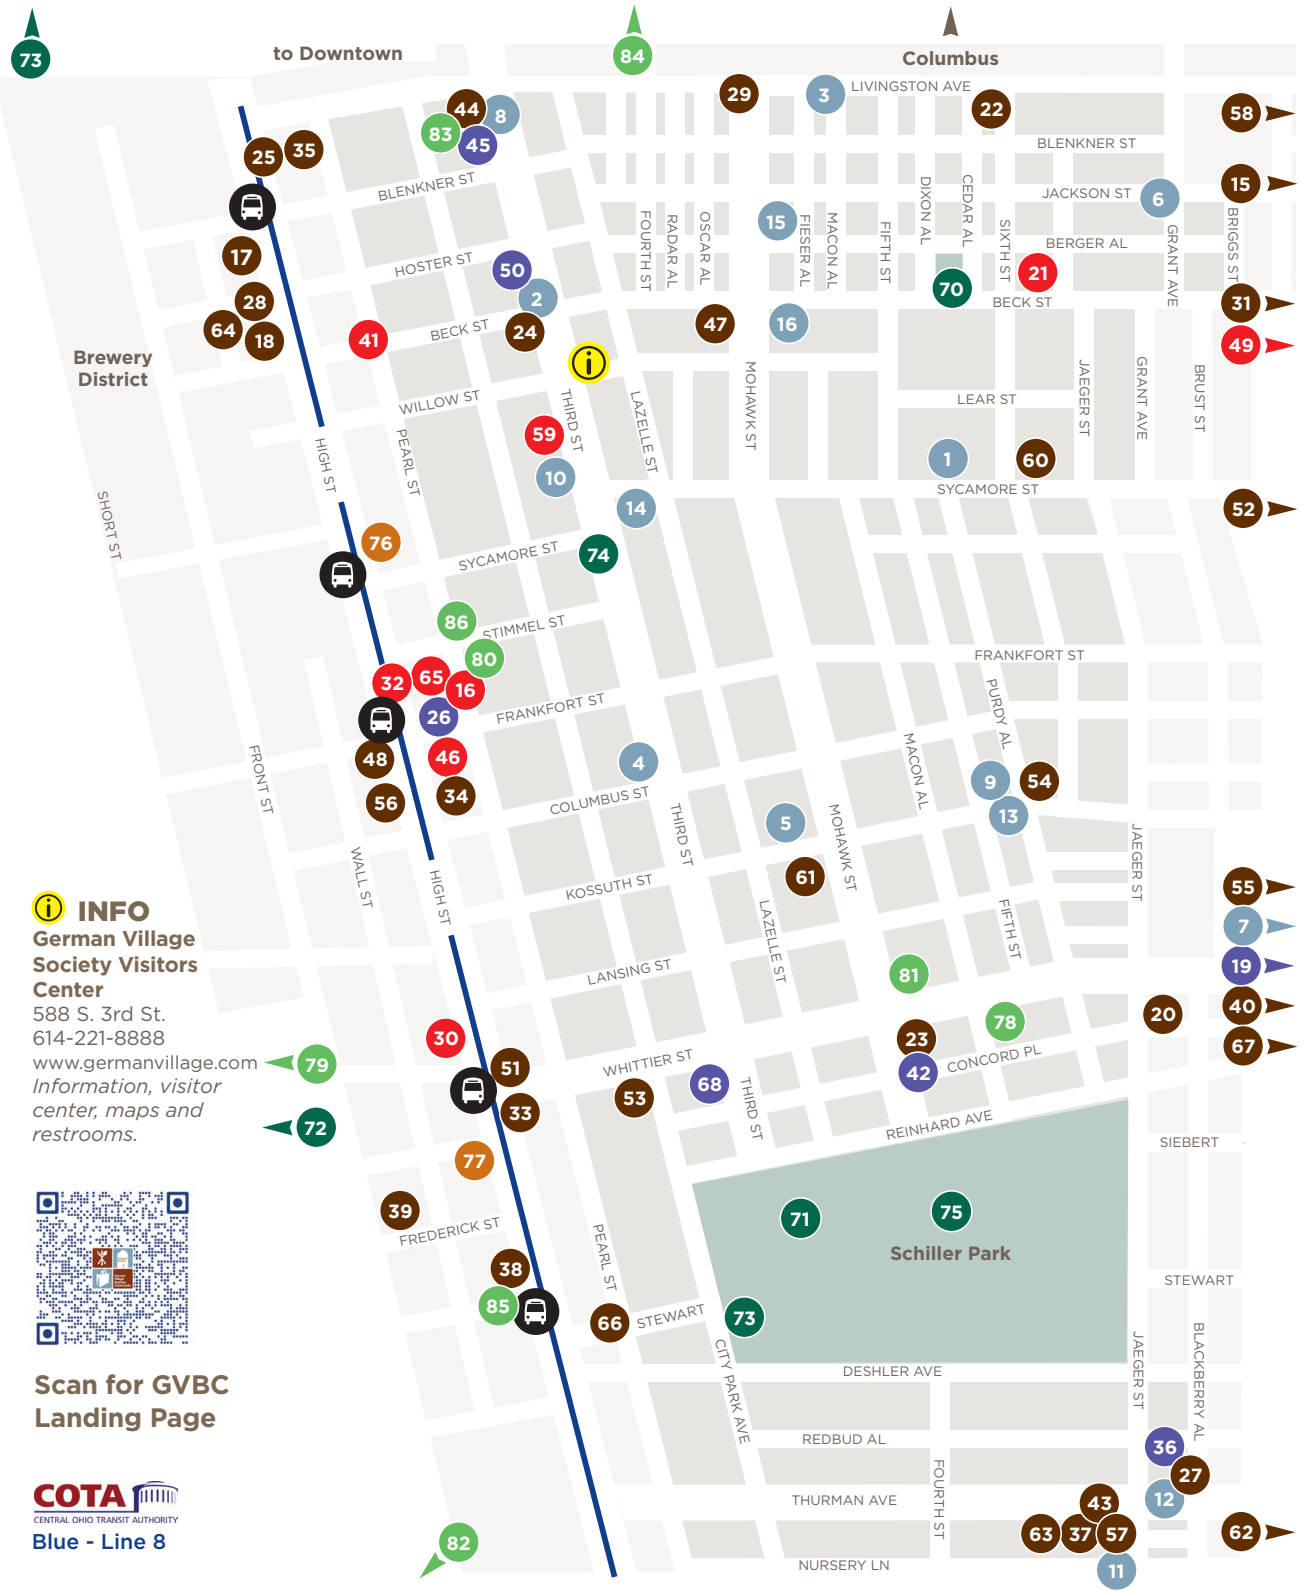 73
to Downtown
84
Columbus
29
3
LIVINGSTON AVE
22
58
44
8
83
45
25
35
BLENKNER ST
BLENKNER ST
15
JACKSON ST
6
DIXON AL
CEDAR AL
FOURTH ST
RADAR AL
OSCAR AL
15
FIESER AL
MACON AL
FIFTH ST
SIXTH ST
BERGER AL
GRANT AVE
BRIGGS ST
17
HOSTER ST
50
2
21
70
BECK ST
31
28
64
18
41
BECK ST
24
47
16
49
Brewery
District
WILLOW ST
THIRD ST
LAZELLE ST
MOHAWK ST
LEAR ST
JAEGER ST
GRANT AVE
BRUST ST
HIGH ST
PEARL ST
59
10
1
60
SYCAMORE ST
SHORT ST
14
52
76
SYCAMORE ST
74
86
STIMMEL ST
80
FRANKFORT ST
32
65
16
26
FRANKFORT ST
PURDY AL
48
46
4
MACON AL
9
54
FRONT ST
56
34
COLUMBUS ST
THIRD ST
5
MOHAWK ST
13
JAEGER ST
WALL ST
HIGH ST
KOSSUTH ST
61
55
INFO
German Village
Society Visitors
Center
588 S. 3rd St.
614-221-8888
www.germanvillage.com
Information, visitor
center, maps and
restrooms.
LAZELLE ST
FIFTH ST
7
LANSING ST
81
19
30
78
20
40
79
51
WHITTIER ST
23
42
CONCORD PL
67
72
33
53
68
THIRD ST
REINHARD AVE
SIEBERT
77
39
FREDERICK ST
71
75
Schiller Park
PEARL ST
38
85
66
STEWART
73
STEWART
CITY PARK AVE
DESHLER AVE
JAEGER ST
BLACKBERRY AL
Scan for GVBC
Landing Page
REDBUD AL
36
27
FOURTH ST
THURMAN AVE
12
43
63
37
57
62
COTA
CENTRAL OHIO TRANSIT AUTHORITY
Blue - Line 8
82
NURSERY LN
11